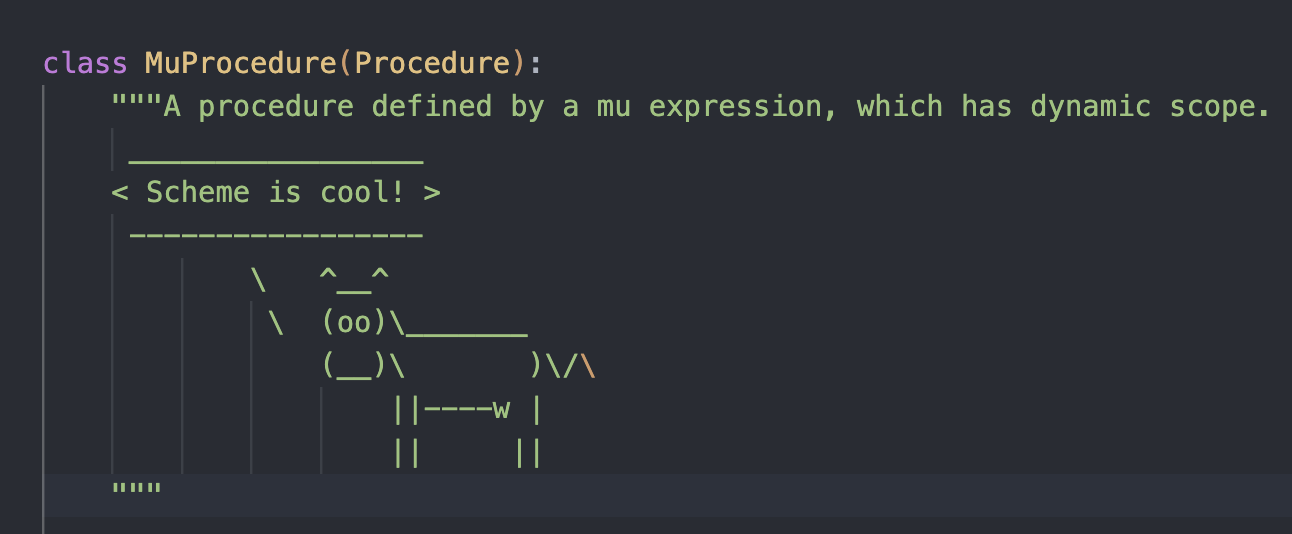 class MuProcedure(Procedure):
    """A procedure defined by a mu expression, which has dynamic scope.
     _________________
    < Scheme is cool! >
     -----------------
            \   ^__^
             \  (oo)\_______
                (__)\       )\/\
                    ||----w |
                    ||     ||
    """